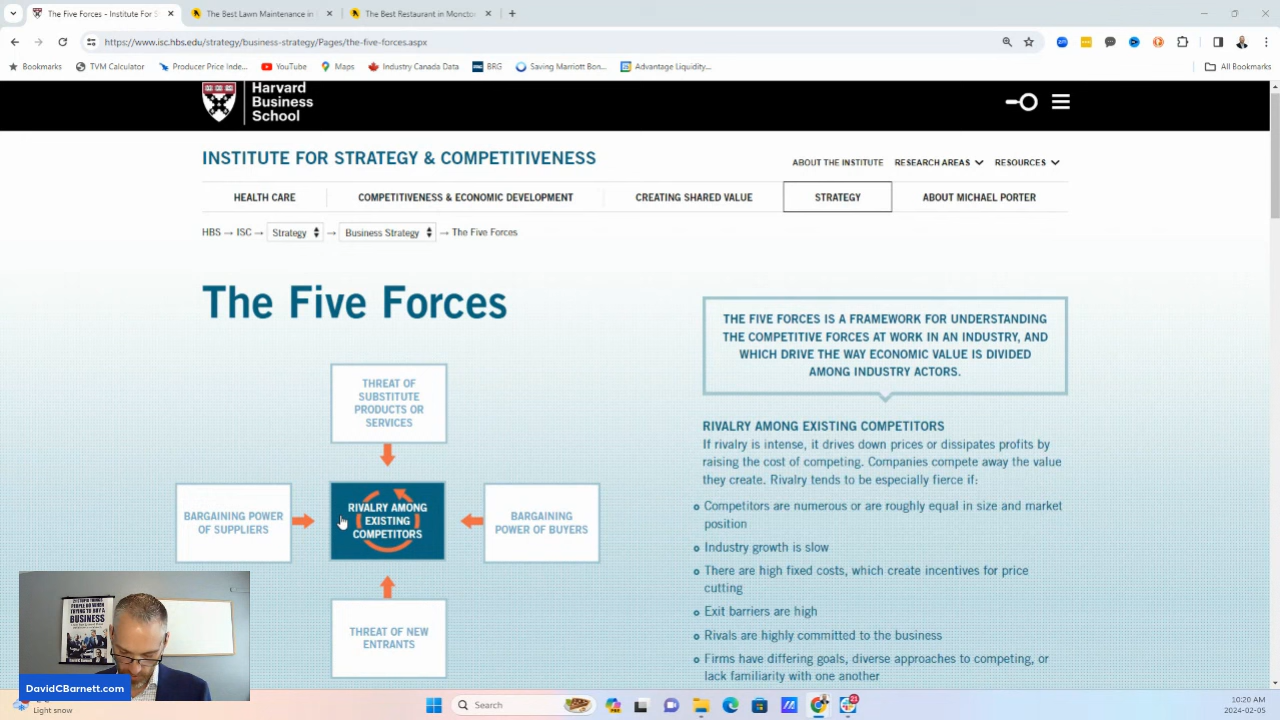 The Five Forces - Institute For S
The Best Lawn Maintenance in
The Best Restaurant in Moncto
https://www.isc.hbs.edu/strategy/business-strategy/Pages/the-five-forces.aspx
Bookmarks
TVM Calculator
Producer Price Inde...
YouTube
Maps
Industry Canada Data
BRG
Saving Marriott Bon...
Advantage Liquidity...
All Bookmarks
Harvard
Business
School
INSTITUTE FOR STRATEGY & COMPETITIVENESS
ABOUT THE INSTITUTE
RESEARCH AREAS
RESOURCES
HEALTH CARE
COMPETITIVENESS & ECONOMIC DEVELOPMENT
CREATING SHARED VALUE
STRATEGY
ABOUT MICHAEL PORTER
HBS → ISC → Strategy → Business Strategy → The Five Forces
The Five Forces
THREAT OF
SUBSTITUTE
PRODUCTS OR
SERVICES
BARGAINING POWER
OF SUPPLIERS
RIVALRY AMONG
EXISTING
COMPETITORS
BARGAINING
POWER OF BUYERS
THREAT OF NEW
ENTRANTS
THE FIVE FORCES IS A FRAMEWORK FOR UNDERSTANDING
THE COMPETITIVE FORCES AT WORK IN AN INDUSTRY, AND
WHICH DRIVE THE WAY ECONOMIC VALUE IS DIVIDED
AMONG INDUSTRY ACTORS.
RIVALRY AMONG EXISTING COMPETITORS
If rivalry is intense, it drives down prices or dissipates profits by
raising the cost of competing. Companies compete away the value
they create. Rivalry tends to be especially fierce if:
Competitors are numerous or are roughly equal in size and market
position
Industry growth is slow
There are high fixed costs, which create incentives for price
cutting
Exit barriers are high
Rivals are highly committed to the business
Firms have differing goals, diverse approaches to competing, or
lack familiarity with one another
BUSINESS
DavidCBarnett.com
Light snow
Search
10:20 AM
2024-02-05